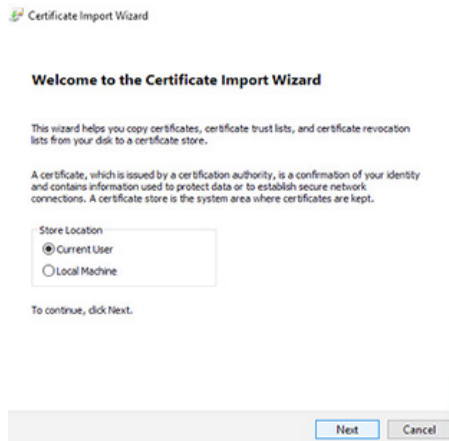 Certificate Import Wizard
Welcome to the Certificate Import Wizard
This wizard helps you copy certificates, certificate trust lists, and certificate revocation
lists from your disk to a certificate store.
A certificate, which is issued by a certification authority, is a confirmation of your identity
and contains information used to protect data or to establish secure network
connections. A certificate store is the system area where certificates are kept.
Store Location
Current User
Local Machine
To continue, click Next.
Next Cancel